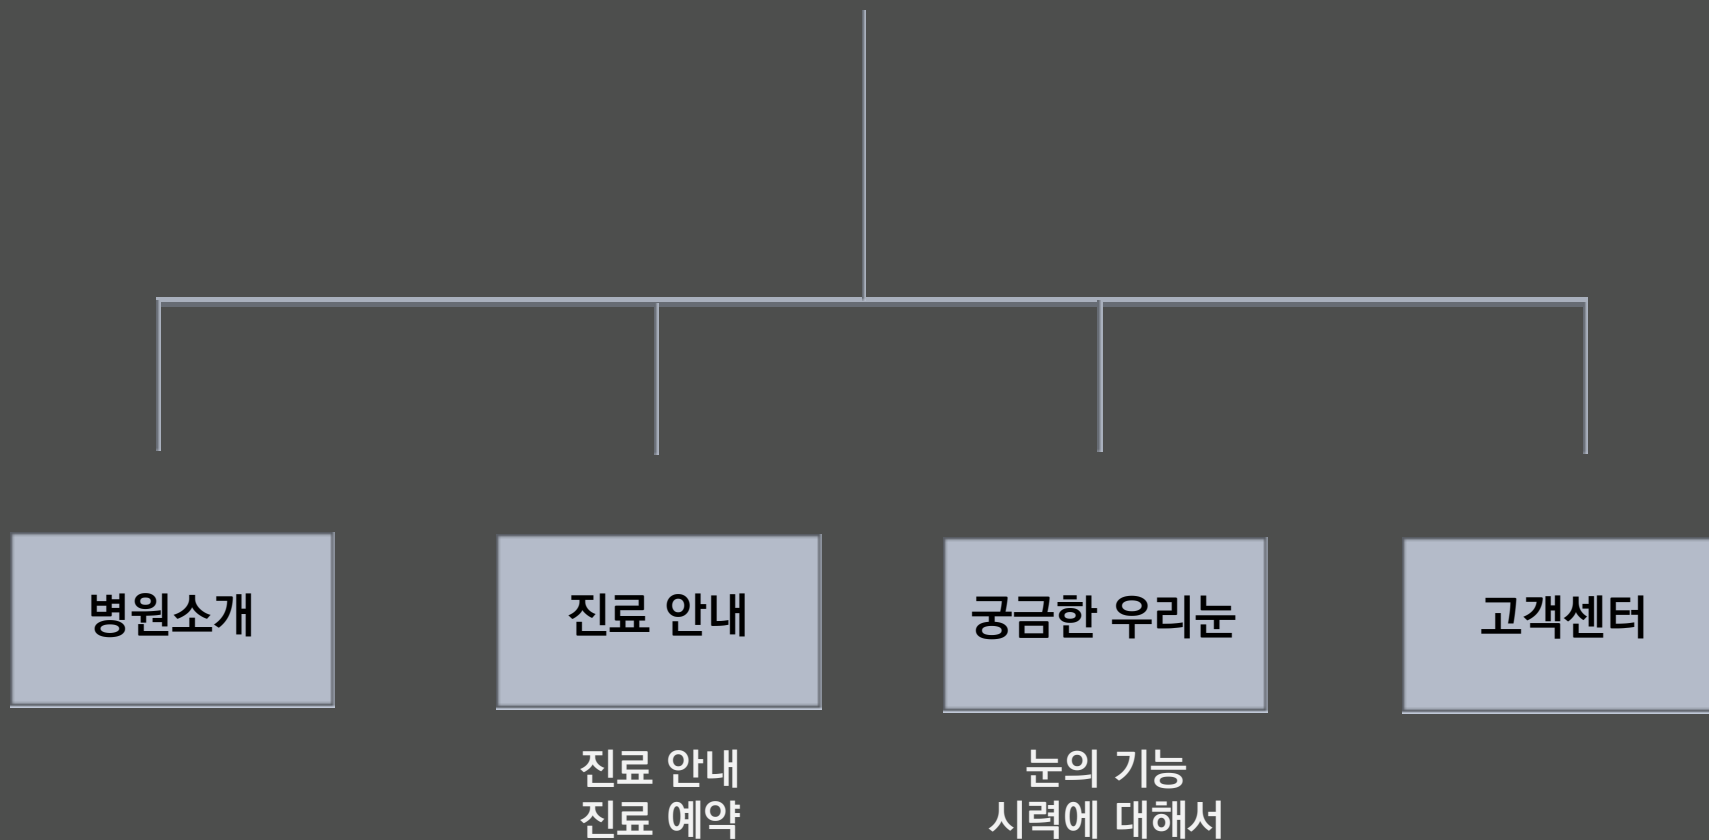 병원소개
진료 안내
궁금한 우리눈
고객센터
진료 안내
진료 예약
눈의 기능
시력에 대해서